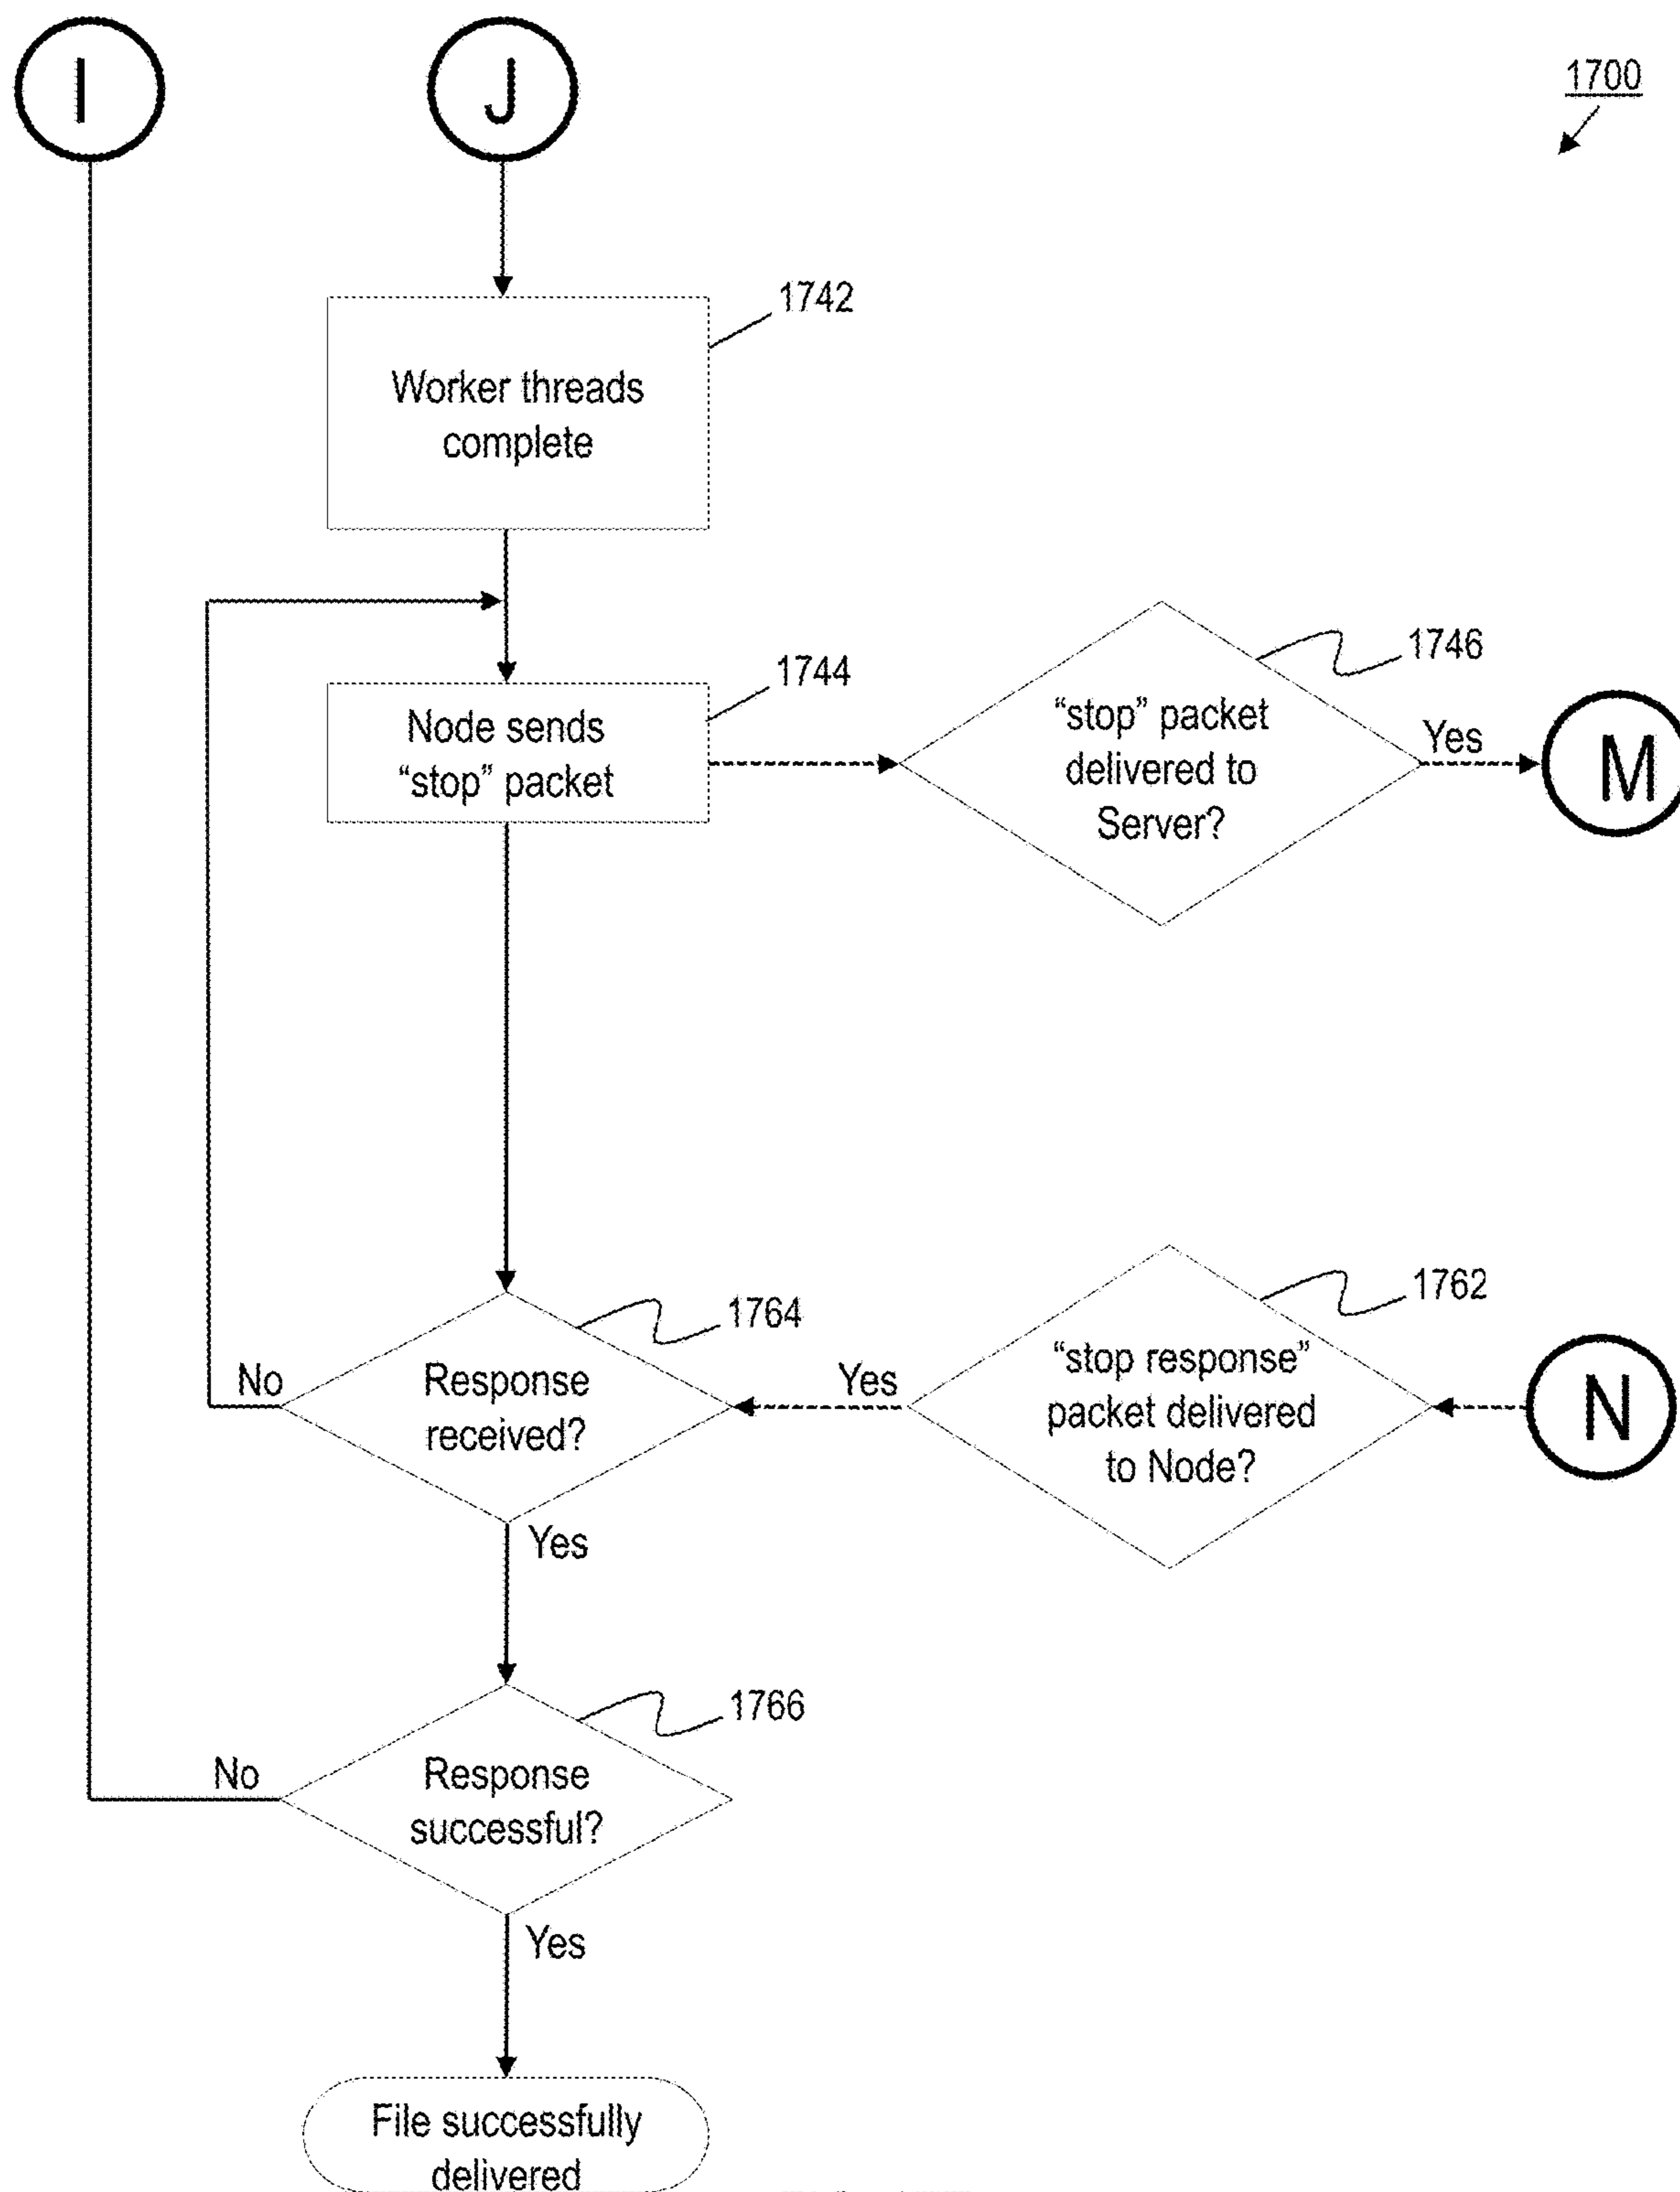 I
J
1700
1742
Worker threads
complete
1744
Node sends
“stop” packet
1746
“stop” packet
delivered to
Server?
Yes
M
1764
Response
received?
No
Yes
1762
“stop response”
packet delivered
to Node?
Yes
N
1766
Response
successful?
No
Yes
File successfully
delivered